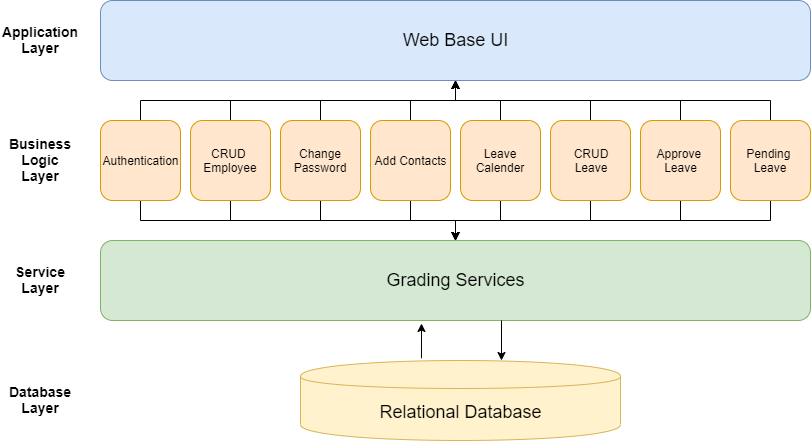 Application
Layer
Web Base UI
Business
Logic
Layer
Authentication
CRUD
Employee
Change
Password
Add Contacts
Leave
Calender
CRUD
Leave
Approve
Leave
Pending
Leave
Service
Layer
Grading Services
Database
Layer
Relational Database